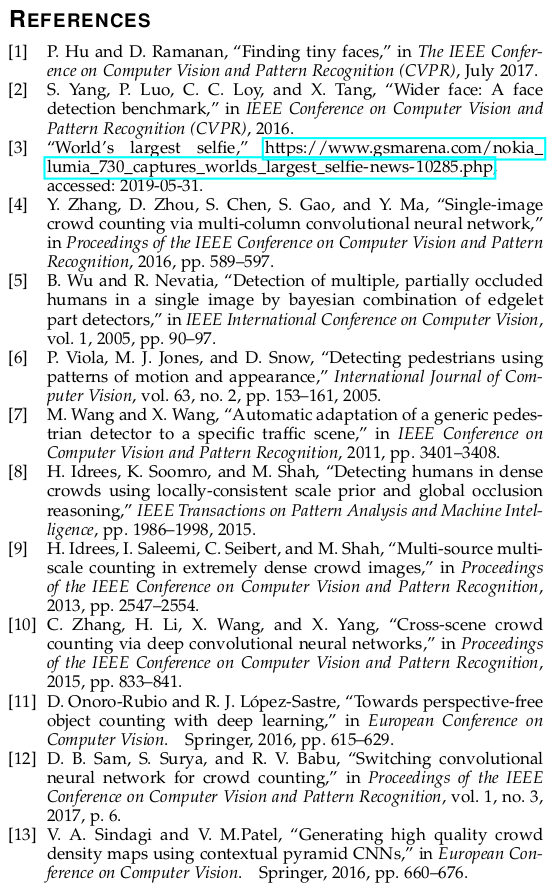 REFERENCES
[1] P. Hu and D. Ramanan, “Finding tiny faces,” in The IEEE Confer-
ence on Computer Vision and Pattern Recognition (CVPR), July 2017.
[2] S. Yang, P. Luo, C. C. Loy, and X. Tang, “Wider face: A face
detection benchmark,” in IEEE Conference on Computer Vision and
Pattern Recognition (CVPR), 2016.
[3] “World’s largest selfie,” https://www.gsmarena.com/nokia_
lumia_730_captures_worlds_largest_selfie-news-10285.php,
accessed: 2019-05-31.
[4] Y. Zhang, D. Zhou, S. Chen, S. Gao, and Y. Ma, “Single-image
crowd counting via multi-column convolutional neural network,”
in Proceedings of the IEEE Conference on Computer Vision and Pattern
Recognition, 2016, pp. 589–597.
[5] B. Wu and R. Nevatia, “Detection of multiple, partially occluded
humans in a single image by bayesian combination of edgelet
part detectors,” in IEEE International Conference on Computer Vision,
vol. 1, 2005, pp. 90–97.
[6] P. Viola, M. J. Jones, and D. Snow, “Detecting pedestrians using
patterns of motion and appearance,” International Journal of Com-
puter Vision, vol. 63, no. 2, pp. 153–161, 2005.
[7] M. Wang and X. Wang, “Automatic adaptation of a generic pedes-
trian detector to a specific traffic scene,” in IEEE Conference on
Computer Vision and Pattern Recognition, 2011, pp. 3401–3408.
[8] H. Idrees, K. Soomro, and M. Shah, “Detecting humans in dense
crowds using locally-consistent scale prior and global occlusion
reasoning,” IEEE Transactions on Pattern Analysis and Machine Intel-
ligence, pp. 1986–1998, 2015.
[9] H. Idrees, I. Saleemi, C. Seibert, and M. Shah, “Multi-source multi-
scale counting in extremely dense crowd images,” in Proceedings
of the IEEE Conference on Computer Vision and Pattern Recognition,
2013, pp. 2547–2554.
[10] C. Zhang, H. Li, X. Wang, and X. Yang, “Cross-scene crowd
counting via deep convolutional neural networks,” in Proceedings
of the IEEE Conference on Computer Vision and Pattern Recognition,
2015, pp. 833–841.
[11] D. Onoro-Rubio and R. J. López-Sastre, “Towards perspective-free
object counting with deep learning,” in European Conference on
Computer Vision. Springer, 2016, pp. 615–629.
[12] D. B. Sam, S. Surya, and R. V. Babu, “Switching convolutional
neural network for crowd counting,” in Proceedings of the IEEE
Conference on Computer Vision and Pattern Recognition, vol. 1, no. 3,
2017, p. 6.
[13] V. A. Sindagi and V. M.Patel, “Generating high quality crowd
density maps using contextual pyramid CNNs,” in European Con-
ference on Computer Vision. Springer, 2016, pp. 660–676.